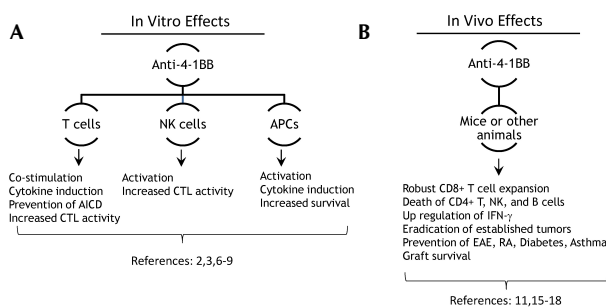 A
In Vitro Effects
Anti-4-1BB
T cells
NK cells
APCs
Co-stimulation
Cytokine induction
Prevention of AICD
Increased CTL activity
Activation
Increased CTL activity
Activation
Cytokine induction
Increased survival
References: 2,3,6-9
B
In Vivo Effects
Anti-4-1BB
Mice or other
animals
Robust CD8+ T cell expansion
Death of CD4+ T, NK, and B cells
Up regulation of IFN-γ
Eradication of established tumors
Prevention of EAE, RA, Diabetes, Asthma
Graft survival
References: 11,15-18